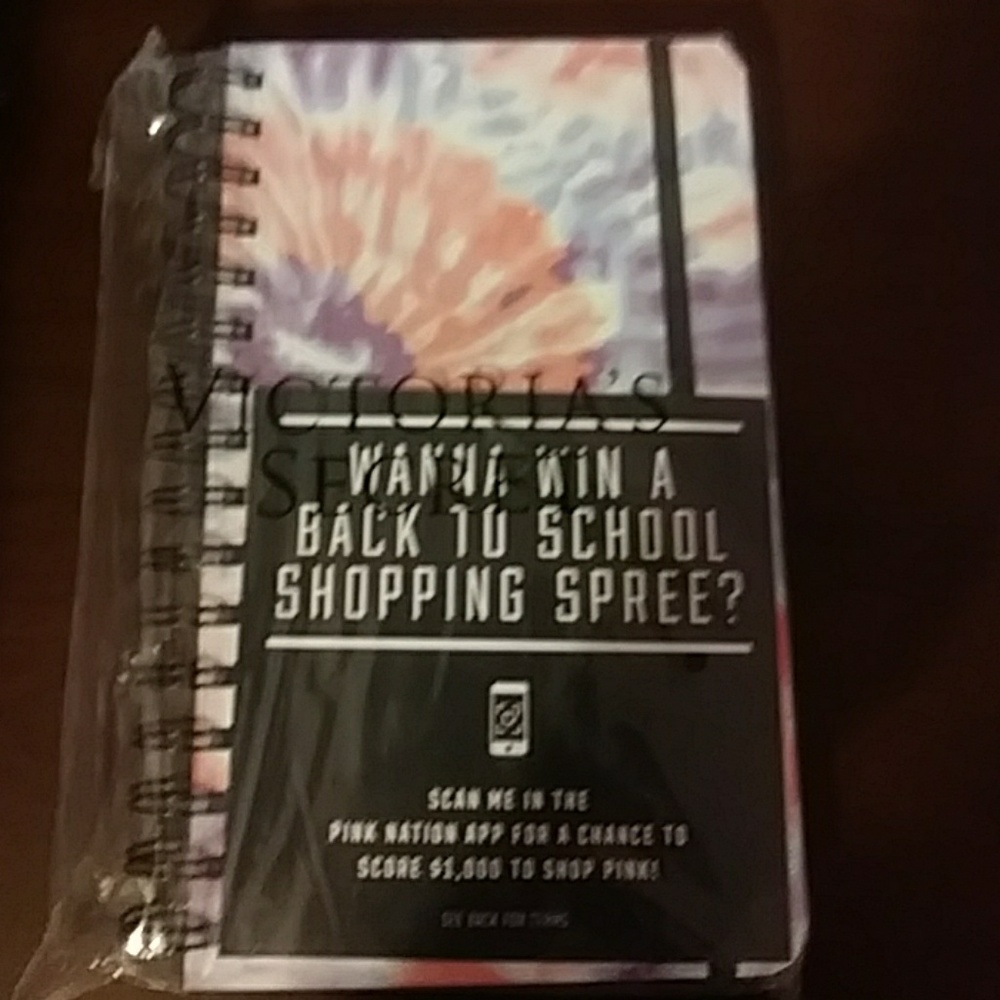 VICTORIA'S
SECRET
WANNA WIN A
BACK TO SCHOOL
SHOPPING SPREE?
SCAN ME IN THE
PINK NATION APP FOR A CHANCE TO
SCORE $1,000 TO SHOP PINK!
SEE BACK FOR TERMS